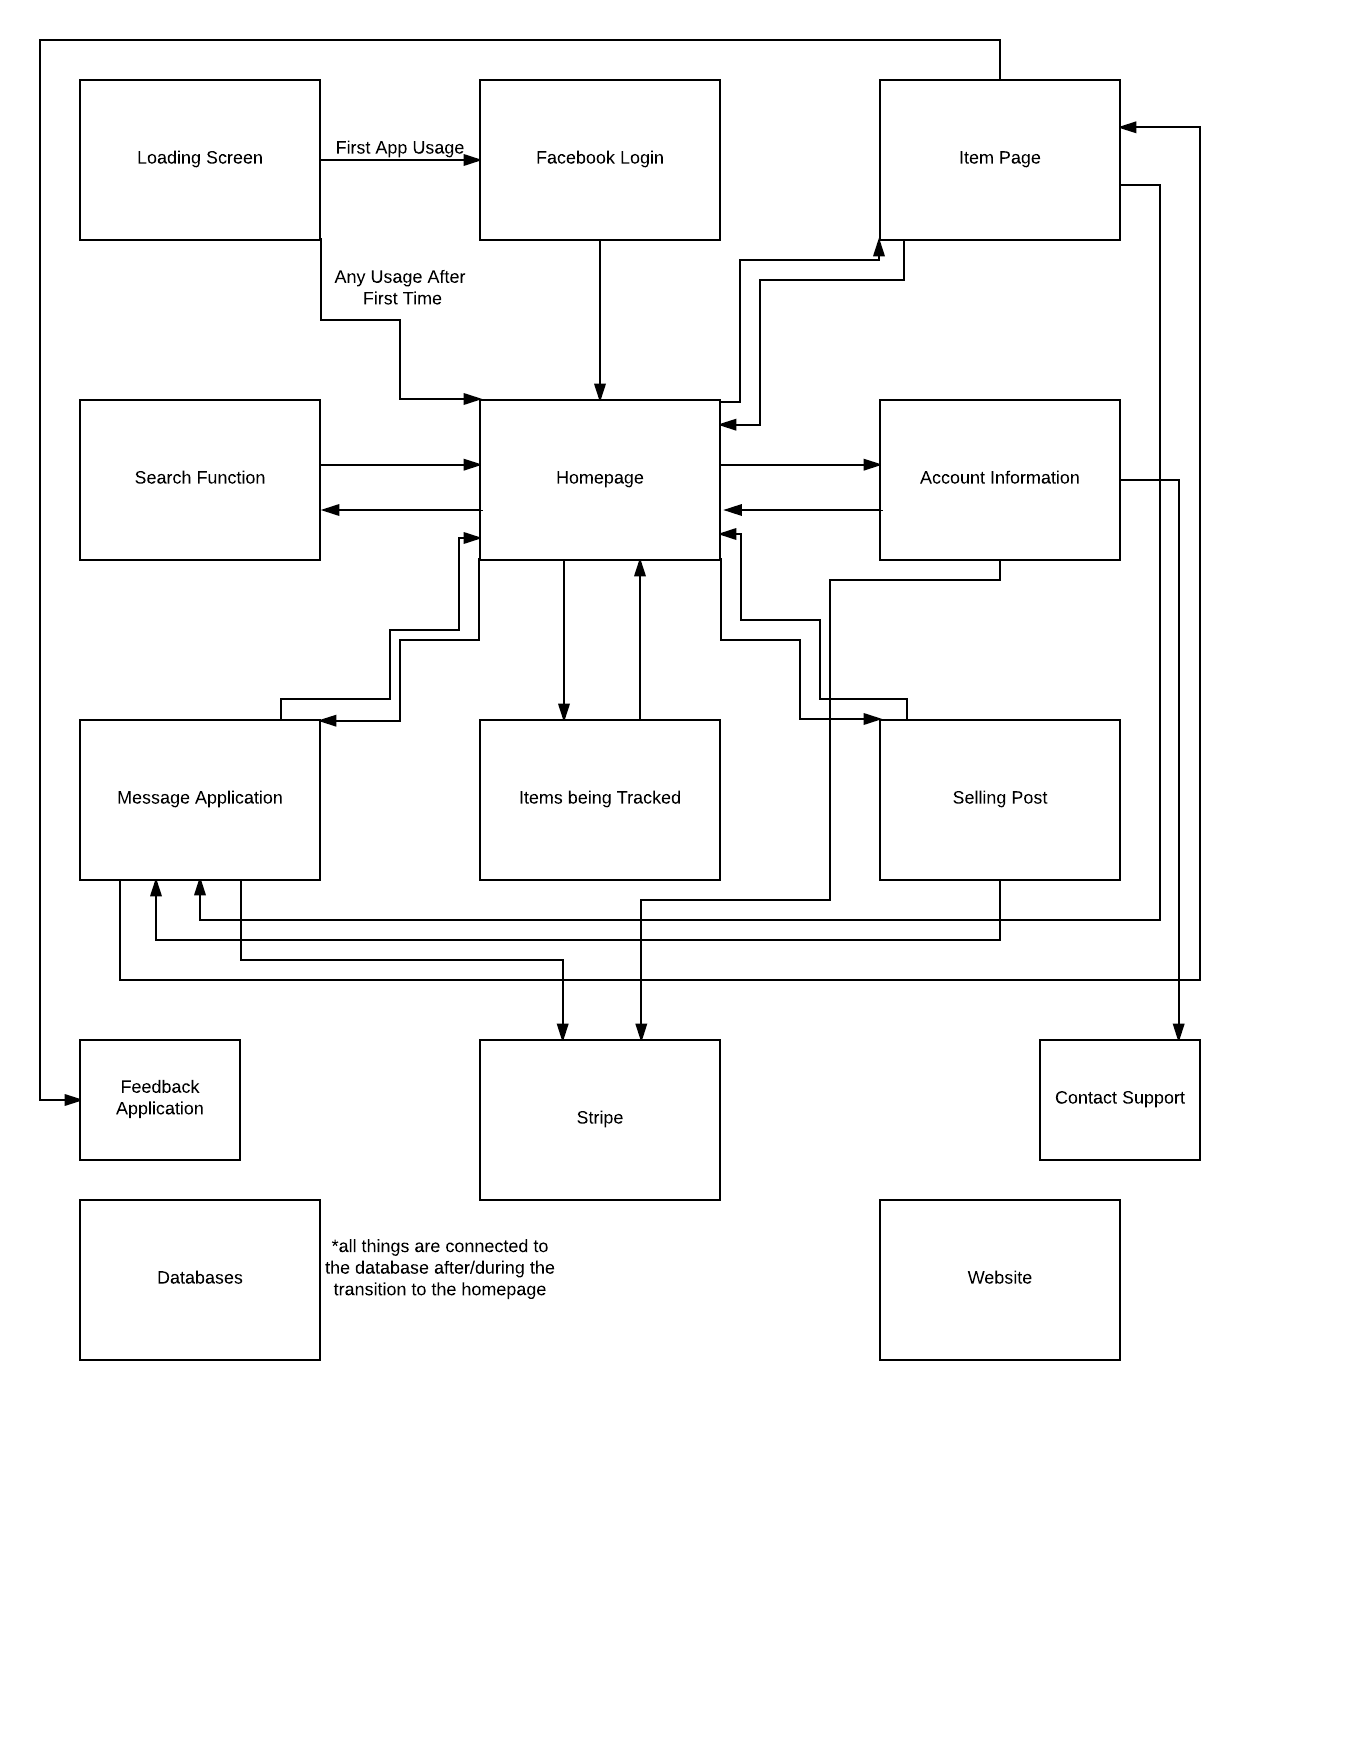 Loading Screen
First App Usage
Facebook Login
Item Page
Any Usage After
First Time
Search Function
Homepage
Account Information
Message Application
Items being Tracked
Selling Post
Feedback
Application
Stripe
Contact Support
Databases
*all things are connected to
the database after/during the
transition to the homepage
Website